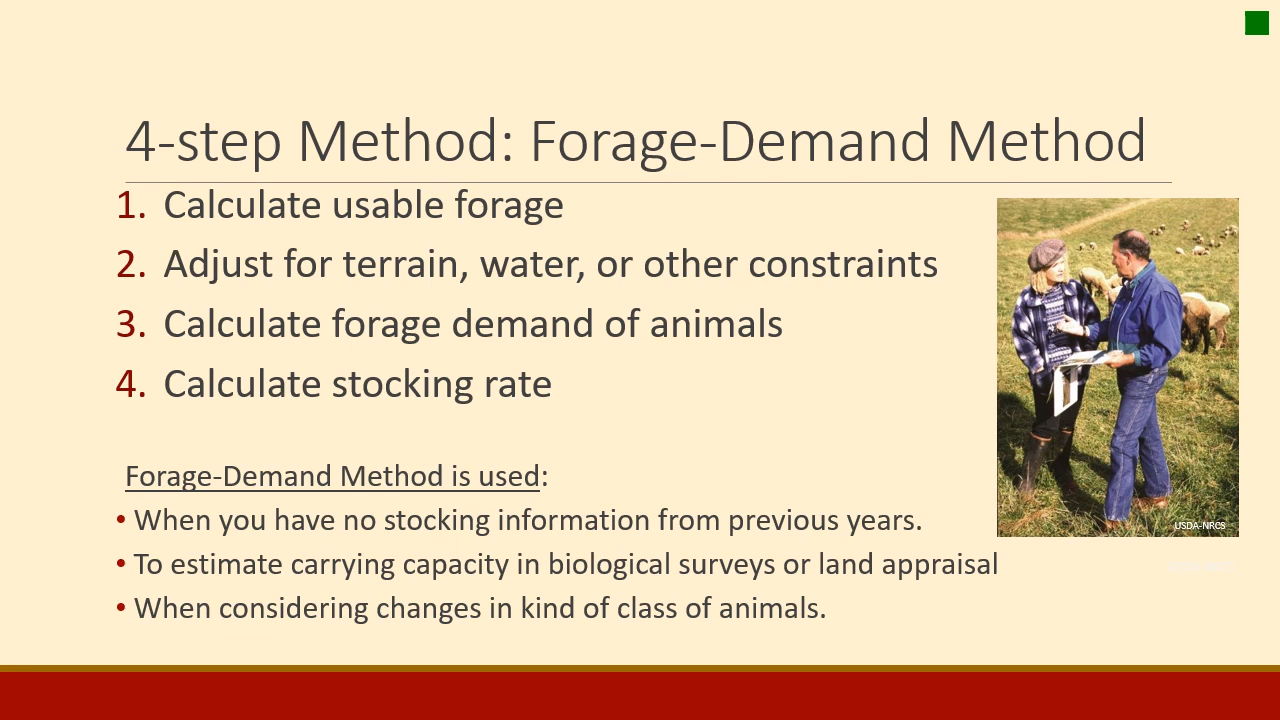 4-step Method: Forage-Demand Method
1. Calculate usable forage
2. Adjust for terrain, water, or other constraints
3. Calculate forage demand of animals
4. Calculate stocking rate
Forage-Demand Method is used:
• When you have no stocking information from previous years.
• To estimate carrying capacity in biological surveys or land appraisal
• When considering changes in kind of class of animals.
USDA-NRCS